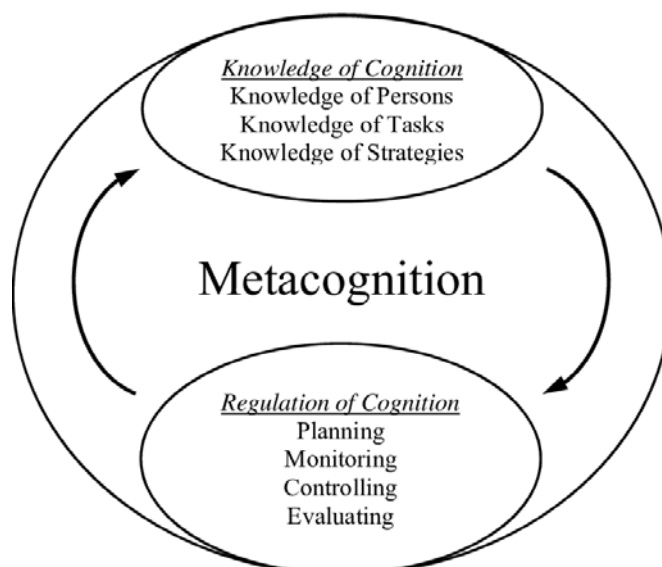 Knowledge of Cognition
Knowledge of Persons
Knowledge of Tasks
Knowledge of Strategies
Metacognition
Regulation of Cognition
Planning
Monitoring
Controlling
Evaluating